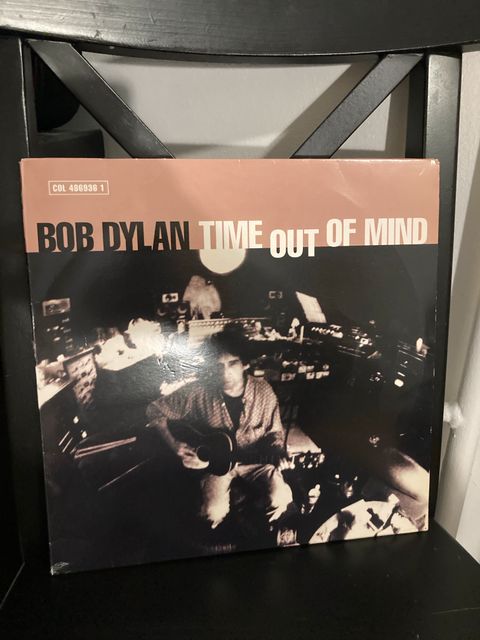 COL 486936 1
BOB DYLAN TIME OUT OF MIND